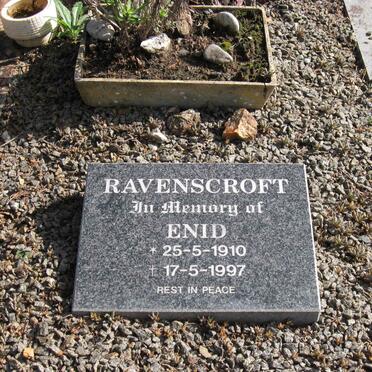 RAVENSCROFT
In Memory of
ENID
* 25-5-1910
† 17-5-1997
REST IN PEACE